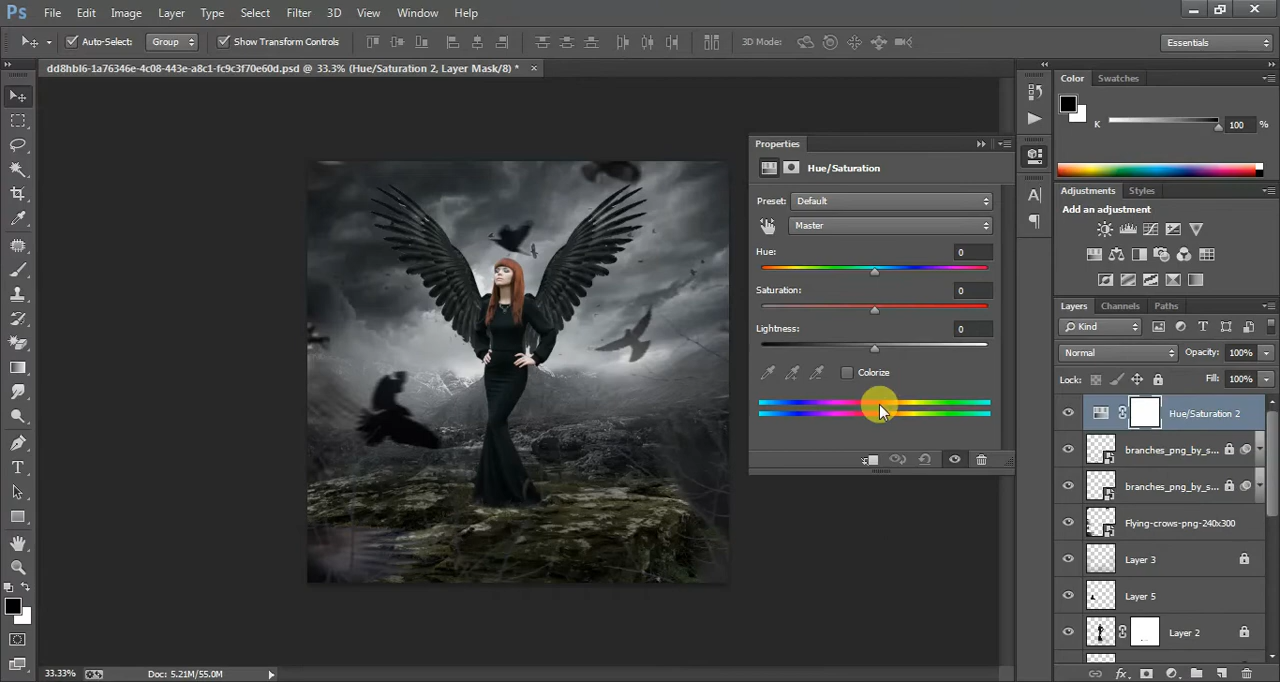 Ps File Edit Image Layer Type Select Filter 3D View Window Help
Auto-Select: Group Show Transform Controls 3D Mode: Essentials
dd8hbl6-1a76346e-4c08-443e-a8c1-fc9c3f70e60d.psd @ 33.3% (Hue/Saturation 2, Layer Mask/8) *
Color Swatches
K 100 %
Properties
Hue/Saturation
Preset: Default
Master
Hue: 0
Saturation: 0
Lightness: 0
Colorize
Adjustments Styles
Add an adjustment
Layers Channels Paths
Kind
Normal Opacity: 100%
Lock: Fill: 100%
Hue/Saturation 2
branches_png_by_s...
branches_png_by_s...
Flying-crows-png-240x300
Layer 3
Layer 5
Layer 2
33.33% Doc: 5.21M/55.0M